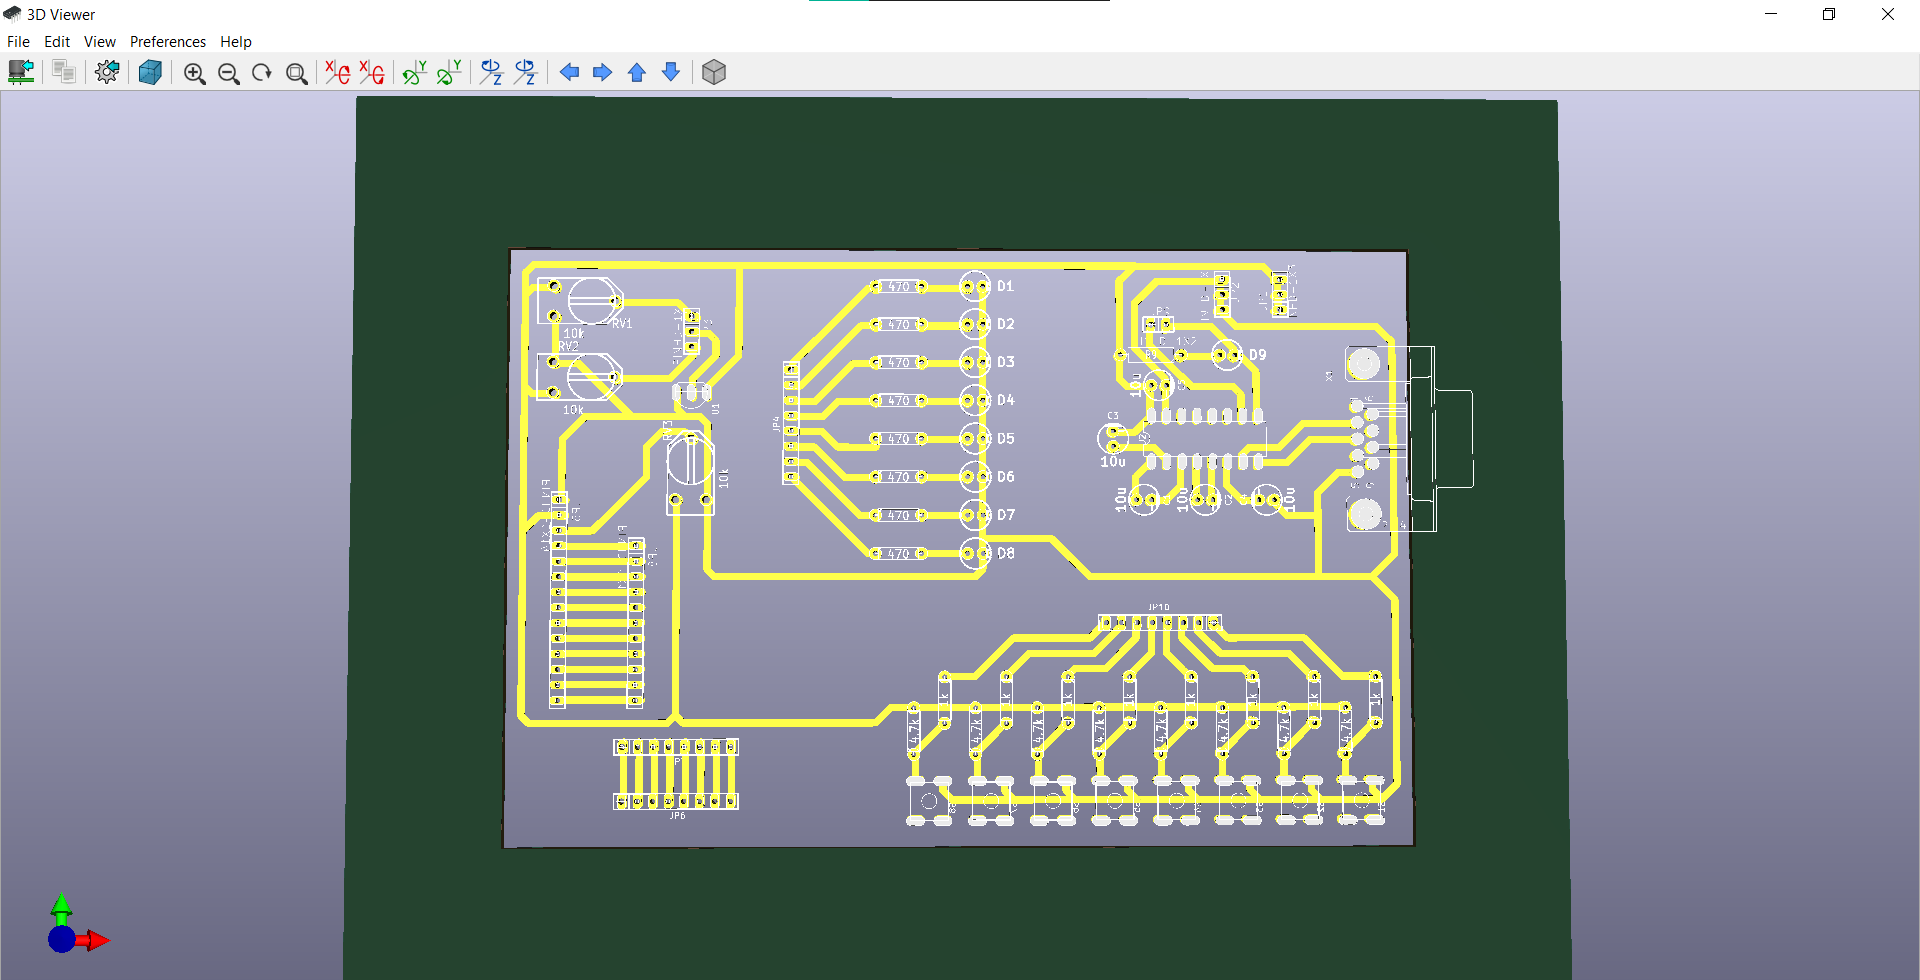 3D Viewer
File Edit View Preferences Help
470 D1
470 D2
470 D3
470 D4
470 D5
470 D6
470 D7
470 D8
RV1
10k
RV2
10k
U1
10k
JP4
D9
10u
C3
10u
10u
10u
10u
X1
JP10
1k 1k 1k 1k 1k 1k 1k 1k
4.7k 4.7k 4.7k 4.7k 4.7k 4.7k 4.7k 4.7k
JP6
X
X
Y
Y
Z
Z